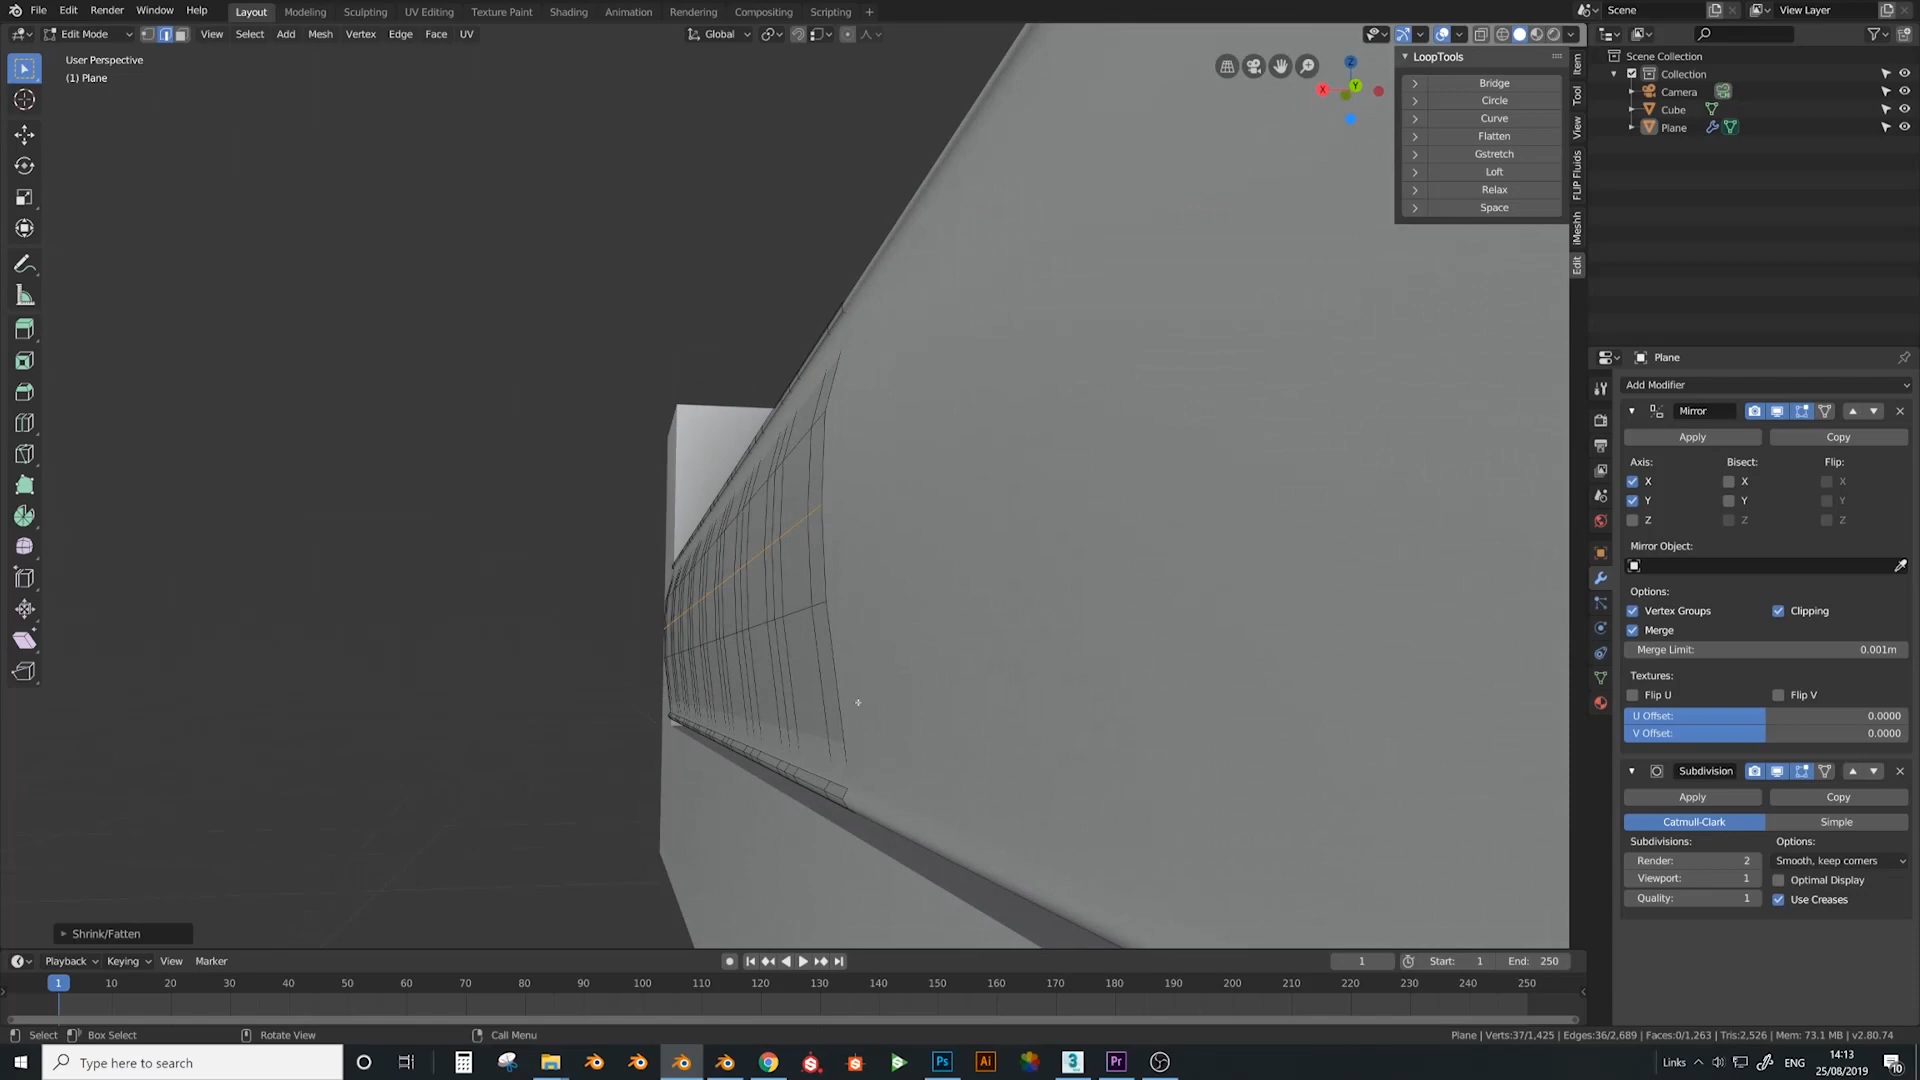 File Edit Render Window Help Layout Modeling Sculpting UV Editing Texture Paint Shading Animation Rendering Compositing Scripting + Scene View Layer
Edit Mode View Select Add Mesh Vertex Edge Face UV Global
User Perspective
(1) Plane
X
Y
Z
LoopTools
Bridge
Circle
Curve
Flatten
Gstretch
Loft
Relax
Space
Item
Tool
View
FLIP Fluids
iMeshh
Edit
Scene Collection
Collection
Camera
Cube
Plane
Plane
Add Modifier
Mirror
Apply Copy
Axis: Bisect: Flip:
X X X
Y Y Y
Z Z Z
Mirror Object:
Options:
Vertex Groups Clipping
Merge
Merge Limit: 0.001m
Textures:
Flip U Flip V
U Offset: 0.0000
V Offset: 0.0000
Subdivision
Apply Copy
Catmull-Clark Simple
Subdivisions: Options:
Render: 2 Smooth, keep corners
Viewport: 1 Optimal Display
Quality: 1 Use Creases
Shrink/Fatten
Playback Keying View Marker 1 Start: 1 End: 250
1 10 20 30 40 50 60 70 80 90 100 110 120 130 140 150 160 170 180 190 200 210 220 230 240 250
Select Box Select Rotate View Call Menu Plane | Verts:37/1,425 | Edges:36/2,689 | Faces:0/1,263 | Tris:2,526 | Mem: 73.1 MB | v2.80.74
Type here to search Ps Ai 3 Pr Links ENG 14:13
25/08/2019
10